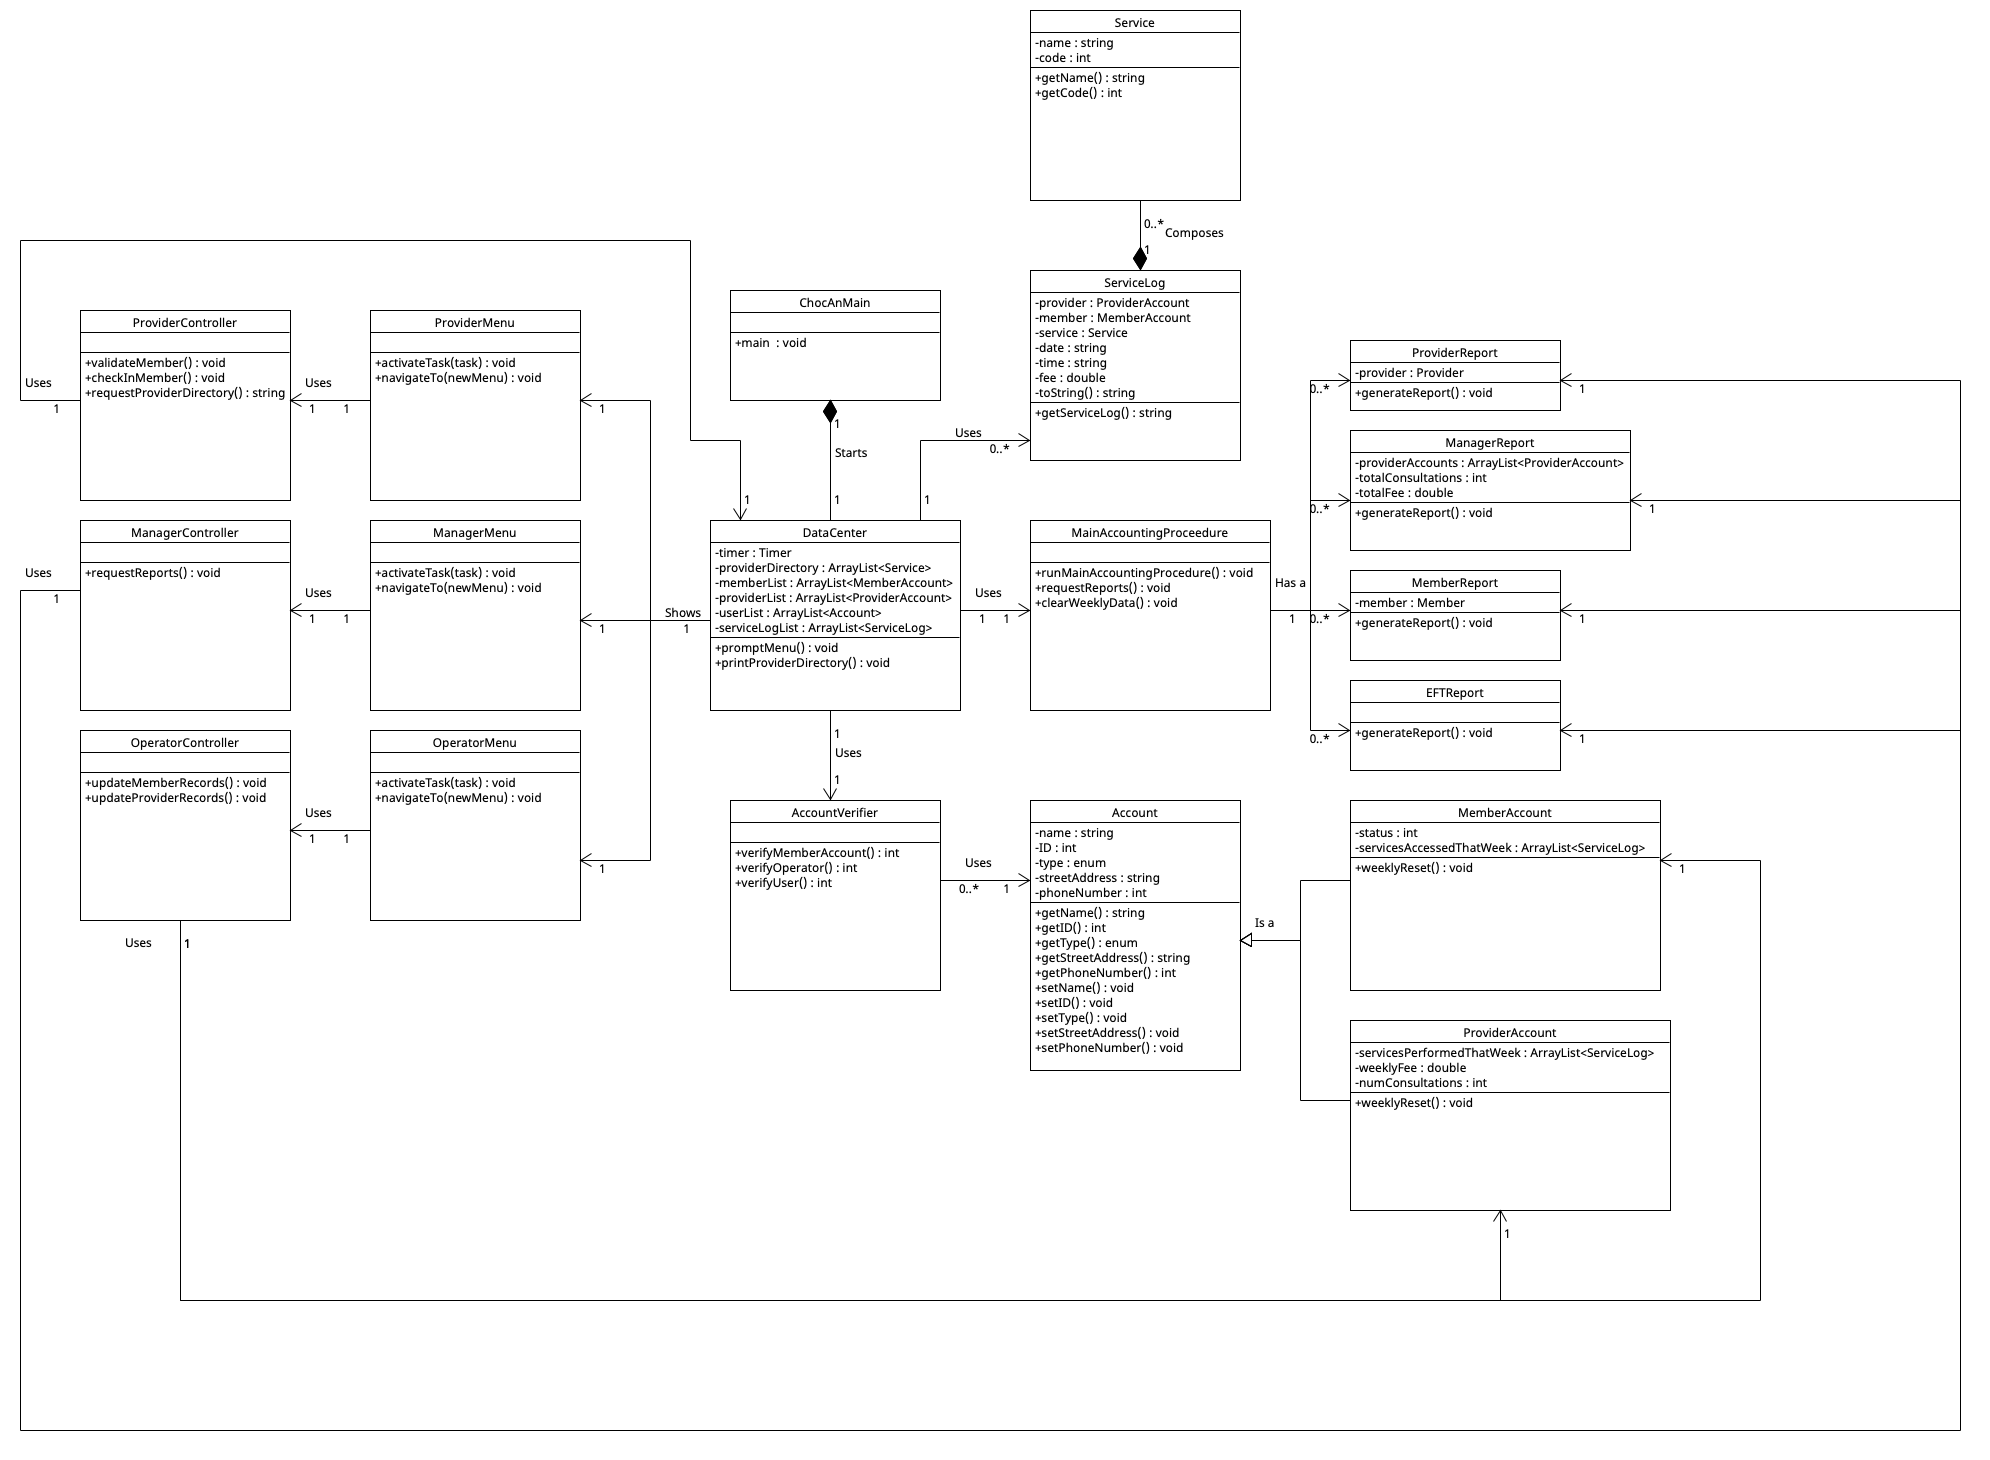 Service
-name : string
-code : int
+getName() : string
+getCode() : int
0..*
Composes
1
ServiceLog
-provider : ProviderAccount
-member : MemberAccount
-service : Service
-date : string
-time : string
-fee : double
-toString() : string
+getServiceLog() : string
ChocAnMain
+main  : void
1
Starts
1
Uses
0..*
1
1
ProviderController
+validateMember() : void
+checkInMember() : void
+requestProviderDirectory() : string
Uses
1
Uses
1
1
ProviderMenu
+activateTask(task) : void
+navigateTo(newMenu) : void
1
ManagerController
+requestReports() : void
Uses
1
Uses
1
1
ManagerMenu
+activateTask(task) : void
+navigateTo(newMenu) : void
1
Shows
1
OperatorController
+updateMemberRecords() : void
+updateProviderRecords() : void
Uses
1
1
OperatorMenu
+activateTask(task) : void
+navigateTo(newMenu) : void
1
Uses
1
DataCenter
-timer : Timer
-providerDirectory : ArrayList<Service>
-memberList : ArrayList<MemberAccount>
-providerList : ArrayList<ProviderAccount>
-userList : ArrayList<Account>
-serviceLogList : ArrayList<ServiceLog>
+promptMenu() : void
+printProviderDirectory() : void
Uses
1
1
MainAccountingProceedure
+runMainAccountingProcedure() : void
+requestReports() : void
+clearWeeklyData() : void
Has a
1
ProviderReport
-provider : Provider
+generateReport() : void
0..*
1
ManagerReport
-providerAccounts : ArrayList<ProviderAccount>
-totalConsultations : int
-totalFee : double
+generateReport() : void
0..*
1
MemberReport
-member : Member
+generateReport() : void
0..*
1
EFTReport
+generateReport() : void
0..*
1
1
Uses
1
AccountVerifier
+verifyMemberAccount() : int
+verifyOperator() : int
+verifyUser() : int
Uses
0..*
1
Account
-name : string
-ID : int
-type : enum
-streetAddress : string
-phoneNumber : int
+getName() : string
+getID() : int
+getType() : enum
+getStreetAddress() : string
+getPhoneNumber() : int
+setName() : void
+setID() : void
+setType() : void
+setStreetAddress() : void
+setPhoneNumber() : void
Is a
MemberAccount
-status : int
-servicesAccessedThatWeek : ArrayList<ServiceLog>
+weeklyReset() : void
1
ProviderAccount
-servicesPerformedThatWeek : ArrayList<ServiceLog>
-weeklyFee : double
-numConsultations : int
+weeklyReset() : void
1